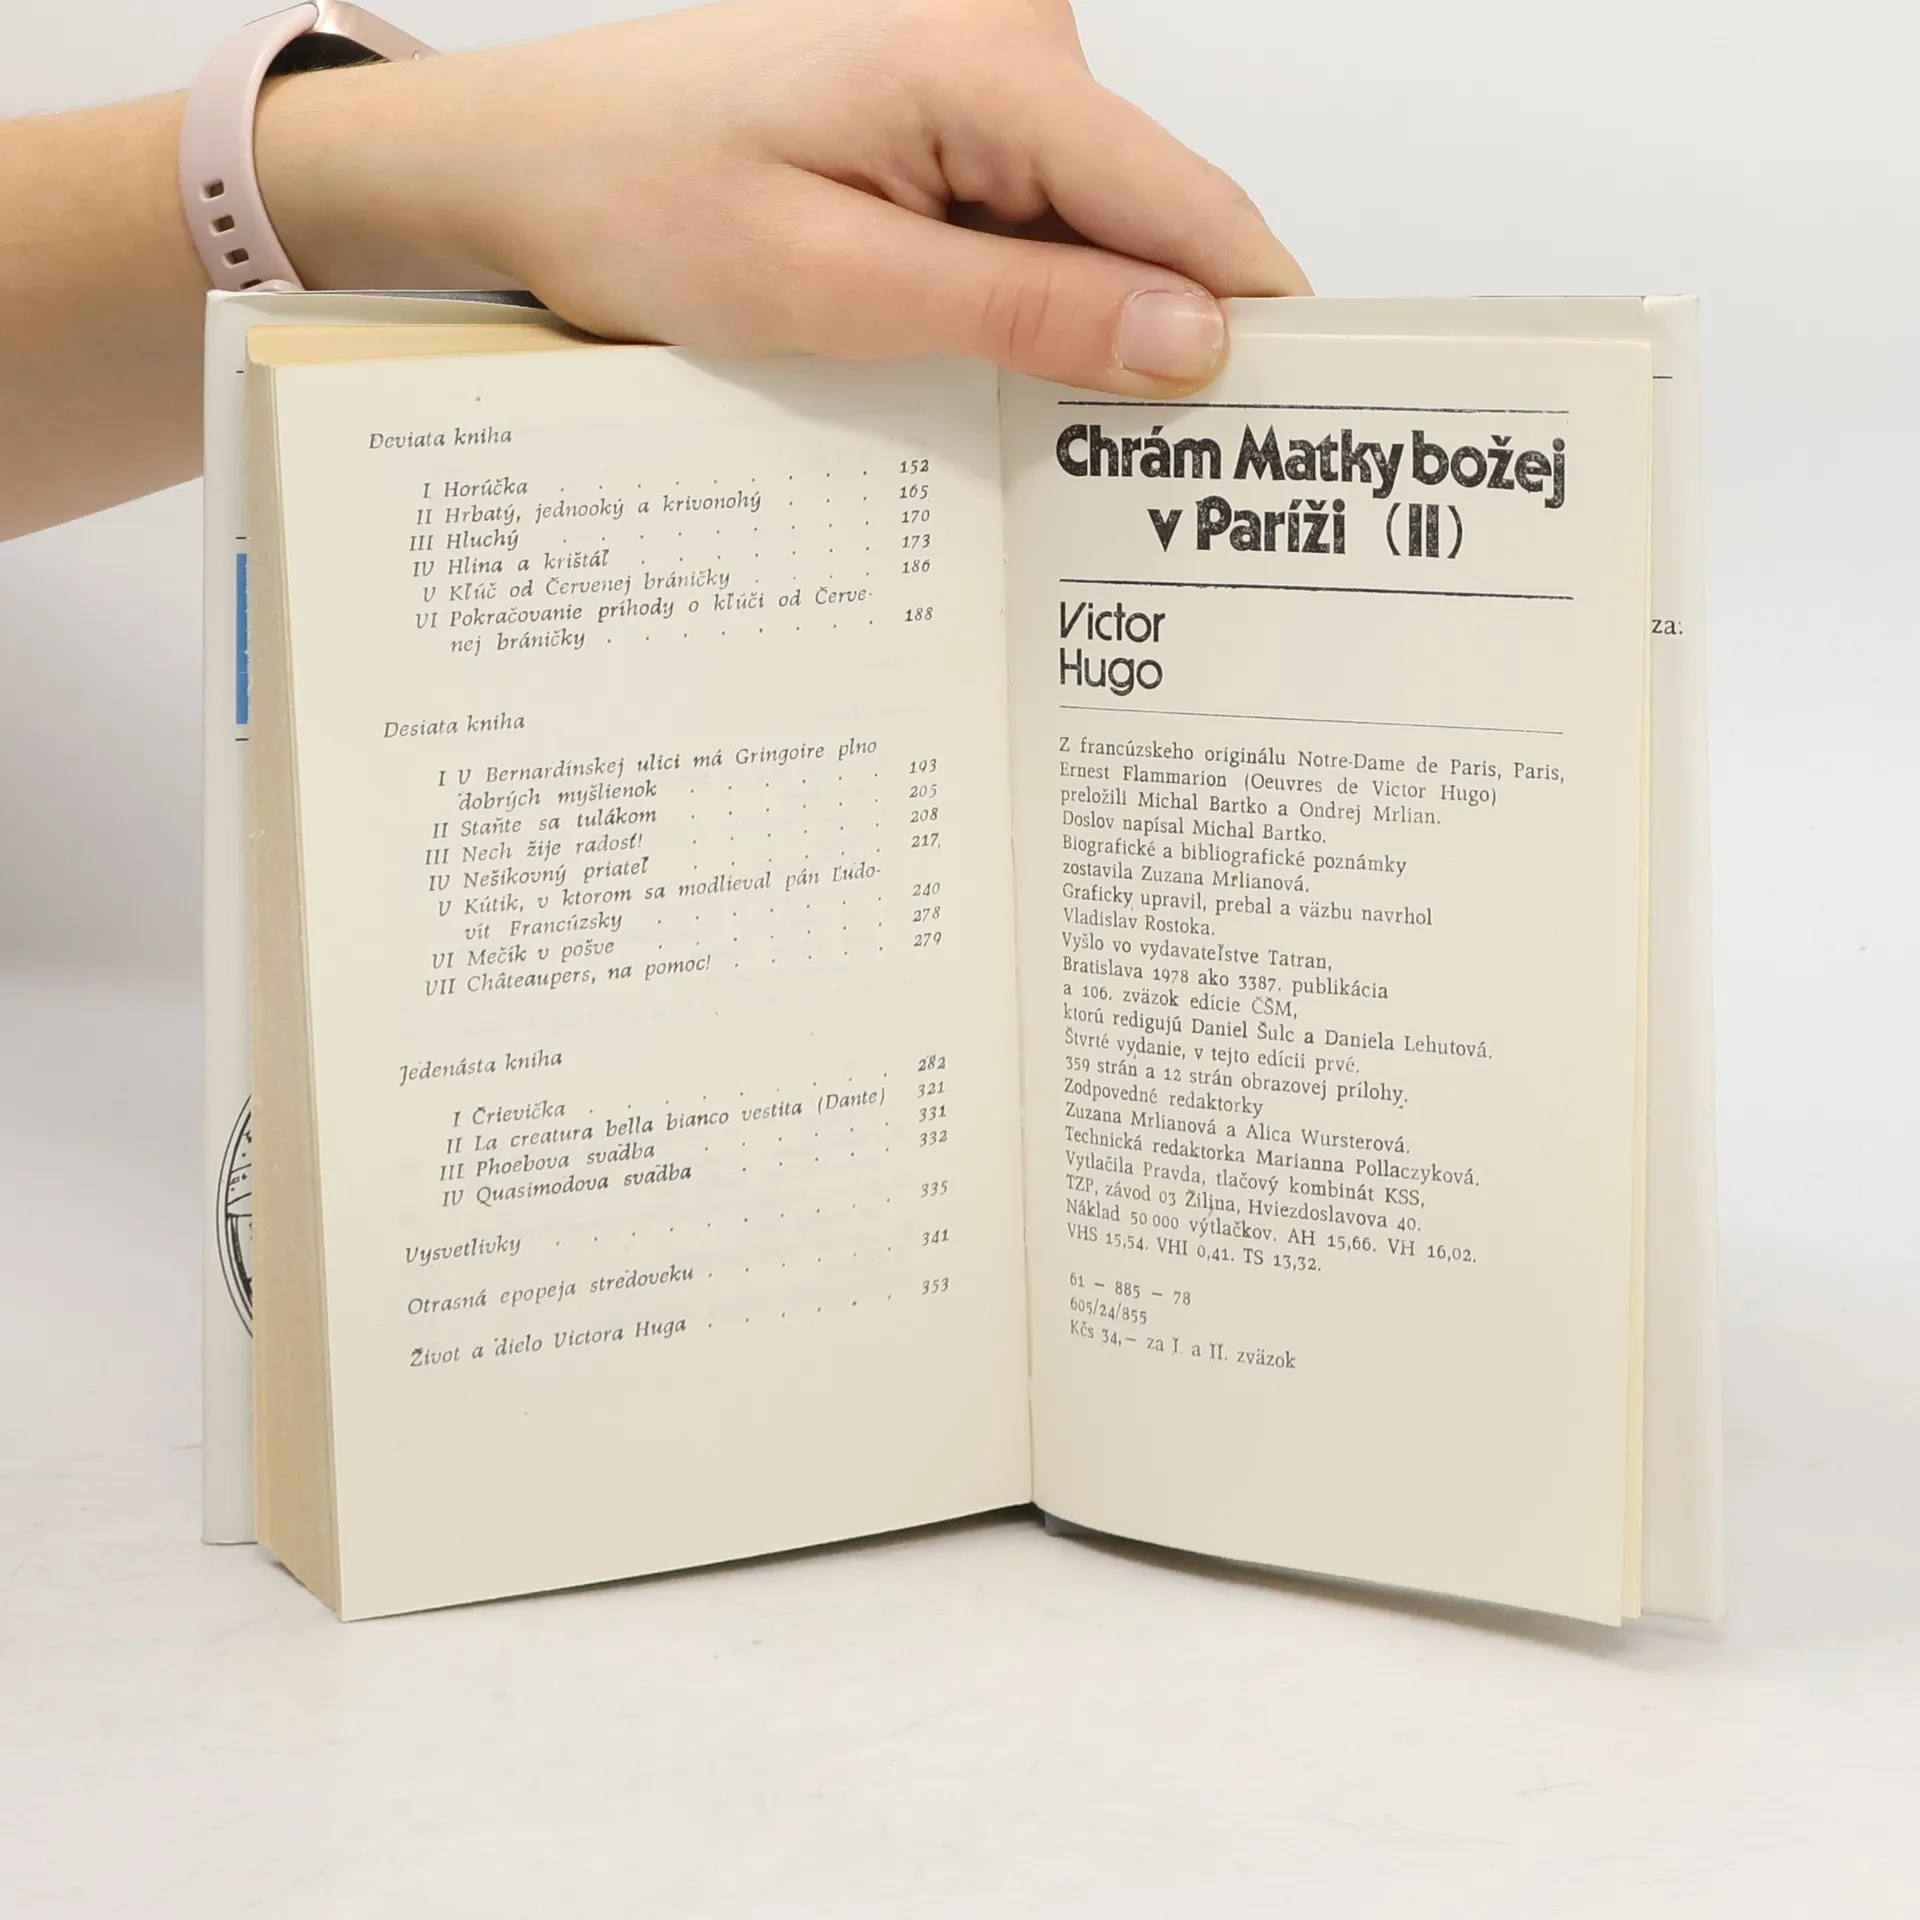 Deviata kniha
I Horúčka . . . . . . . . . 152
II Hrbatý, jednooký a krivonohý . . . 165
III Hluchý . . . . . . . . . 170
IV Hlina a krištáľ . . . . . . . 173
V Kľúč od Červenej bráničky . . . . 186
VI Pokračovanie príhody o kľúči od Červe-
nej bráničky . . . . . . . . 188
Desiata kniha
I V Bernardínskej ulici má Gringoire plno
dobrých myšlienok . . . . . . 193
II Staňte sa tulákom . . . . . . 205
III Nech žije radosť! . . . . . . 208
IV Nešikovný priateľ . . . . . . 217
V Kútik, v ktorom sa modlieval pán Ľudo-
vít Francúzsky . . . . . . . 240
VI Mečík v pošve . . . . . . . 278
VII Châteaupers, na pomoc! . . . . . 279
Jedenásta kniha
I Črievička . . . . . . . . 282
II La creatura bella bianco vestita (Dante) 321
III Phoebova svadba . . . . . . 331
IV Quasimodova svadba . . . . . 332
Vysvetlivky . . . . . . . . . . 335
Otrasná epopeja stredoveku . . . . . . 341
Život a dielo Victora Huga . . . . . . 353
Chrám Matky božej
v Paríži (II)
Victor
Hugo
Z francúzskeho originálu Notre-Dame de Paris, Paris,
Ernest Flammarion (Oeuvres de Victor Hugo)
preložili Michal Bartko a Ondrej Mrlian.
Doslov napísal Michal Bartko.
Biografické a bibliografické poznámky
zostavila Zuzana Mrlianová.
Graficky upravil, prebal a väzbu navrhol
Vladislav Rostoka.
Vyšlo vo vydavateľstve Tatran,
Bratislava 1978 ako 3387. publikácia
a 106. zväzok edície ČSM,
ktorú redigujú Daniel Šulc a Daniela Lehutová.
Štvrté vydanie, v tejto edícii prvé.
359 strán a 12 strán obrazovej prílohy.
Zodpovedné redaktorky
Zuzana Mrlianová a Alica Wursterová.
Technická redaktorka Marianna Pollaczyková.
Vytlačila Pravda, tlačový kombinát KSS,
TZP, závod 03 Žilina, Hviezdoslavova 40.
Náklad 50 000 výtlačkov. AH 15,66. VH 16,02.
VHS 15,54. VHI 0,41. TS 13,32.
61 – 885 – 78
605/24/855
Kčs 34,– za I. a II. zväzok
za: